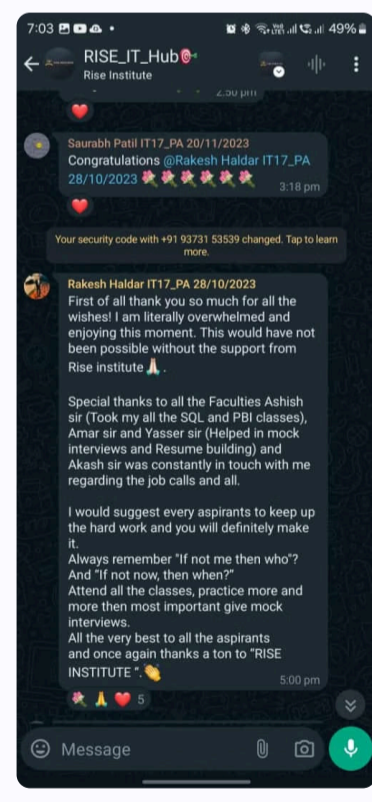 7:03 49%
RISE_IT_Hub🎯
Rise Institute
2:50 pm
❤️
Saurabh Patil IT17_PA 20/11/2023
Congratulations @Rakesh Haldar IT17_PA
28/10/2023 💐💐💐💐💐💐
3:18 pm
❤️
Your security code with +91 93731 53539 changed. Tap to learn
more.
Rakesh Haldar IT17_PA 28/10/2023
First of all thank you so much for all the
wishes! I am literally overwhelmed and
enjoying this moment. This would have not
been possible without the support from
Rise institute 🙏🏻.
Special thanks to all the Faculties Ashish
sir (Took my all the SQL and PBI classes),
Amar sir and Yasser sir (Helped in mock
interviews and Resume building) and
Akash sir was constantly in touch with me
regarding the job calls and all.
I would suggest every aspirants to keep up
the hard work and you will definitely make
it.
Always remember "If not me then who"?
And "If not now, then when?"
Attend all the classes, practice more and
more then most important give mock
interviews.
All the very best to all the aspirants
and once again thanks a ton to "RISE
INSTITUTE ".👏
5:00 pm
💐 🙏 ❤️ 5
Message